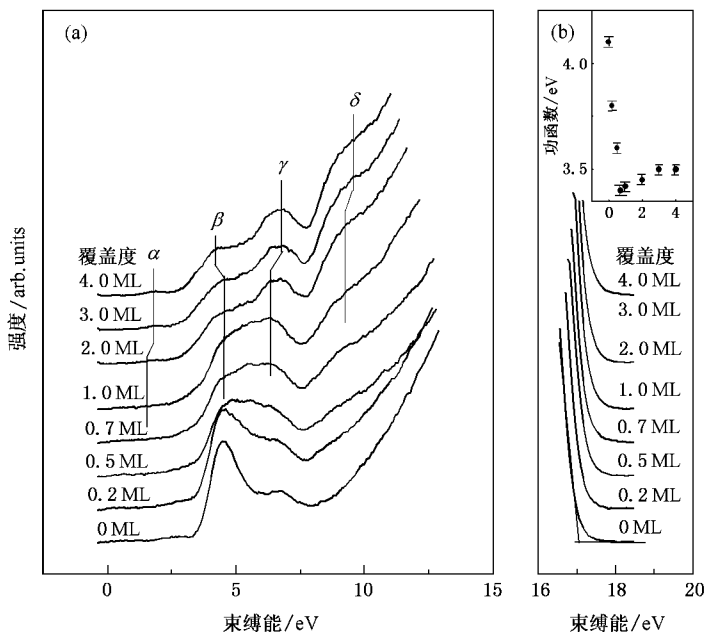 (a)
δ
γ
β
α
覆盖度
4.0 ML
3.0 ML
2.0 ML
1.0 ML
0.7 ML
0.5 ML
0.2 ML
0 ML
强度/arb.units
0 5 10 15
束缚能/eV
(b)
4.0
3.5
功函数/eV
0 2 4
覆盖度
4.0 ML
3.0 ML
2.0 ML
1.0 ML
0.7 ML
0.5 ML
0.2 ML
0 ML
16 18 20
束缚能/eV